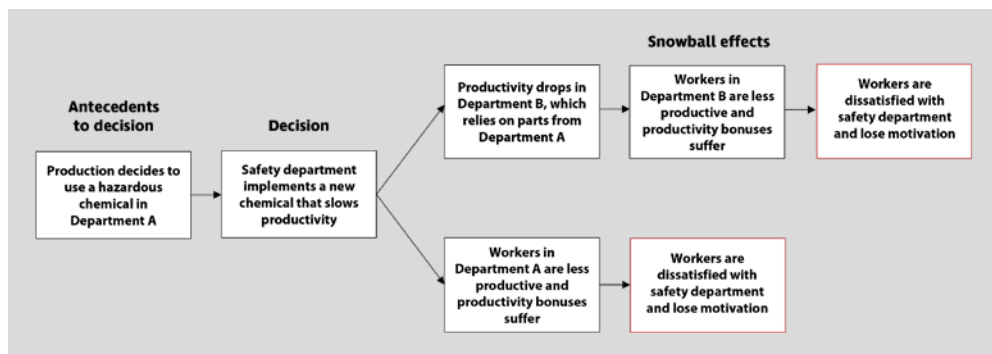 Snowball effects
Antecedents
to decision
Decision
Productivity drops in
Department B, which
relies on parts from
Department A
Workers in
Department B are less
productive and
productivity bonuses
suffer
Workers are
dissatisfied with
safety department
and lose motivation
Production decides to
use a hazardous
chemical in
Department A
Safety department
implements a new
chemical that slows
productivity
Workers in
Department A are less
productive and
productivity bonuses
suffer
Workers are
dissatisfied with
safety department
and lose motivation